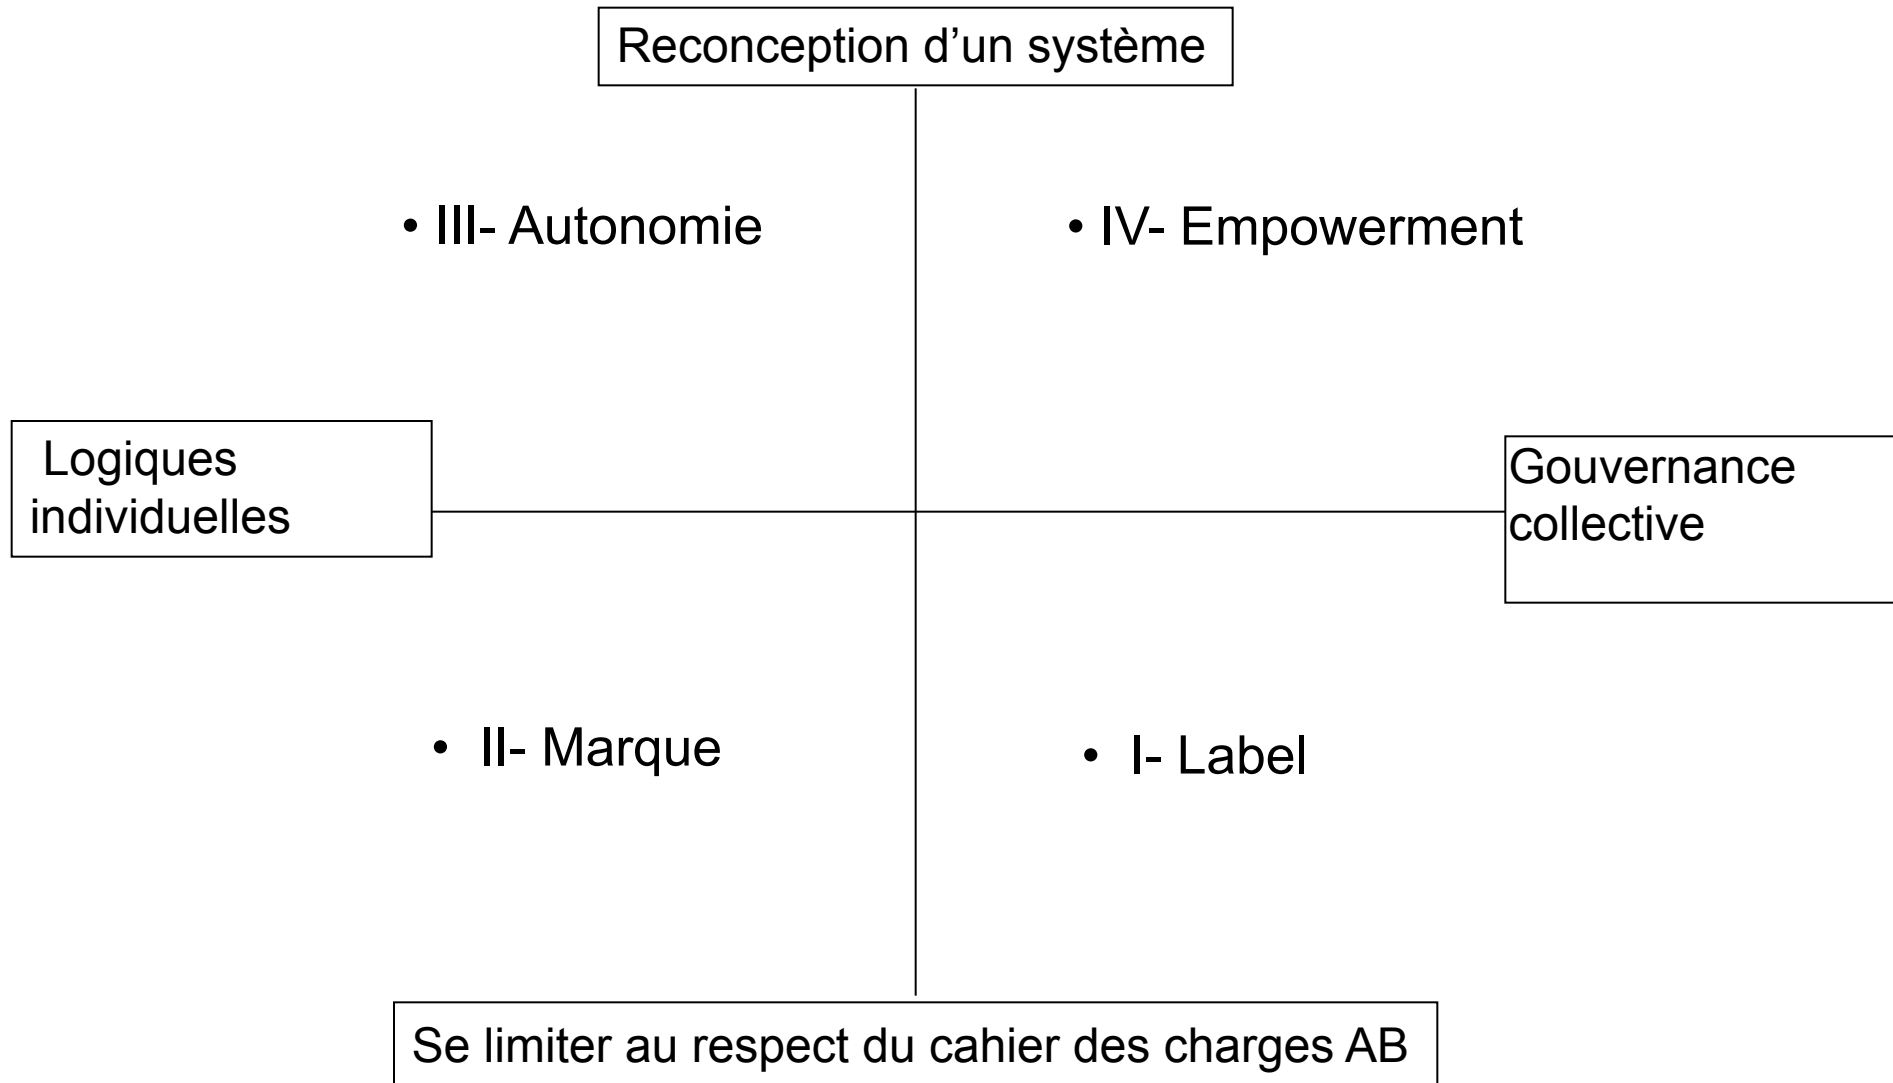 Reconception d’un système
• III- Autonomie
• IV- Empowerment
Logiques
individuelles
Gouvernance
collective
• II- Marque
• I- Label
Se limiter au respect du cahier des charges AB